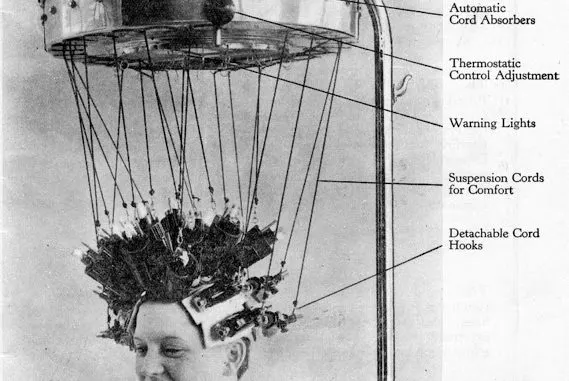 Automatic
Cord Absorbers
Thermostatic
Control Adjustment
Warning Lights
Suspension Cords
for Comfort
Detachable Cord
Hooks